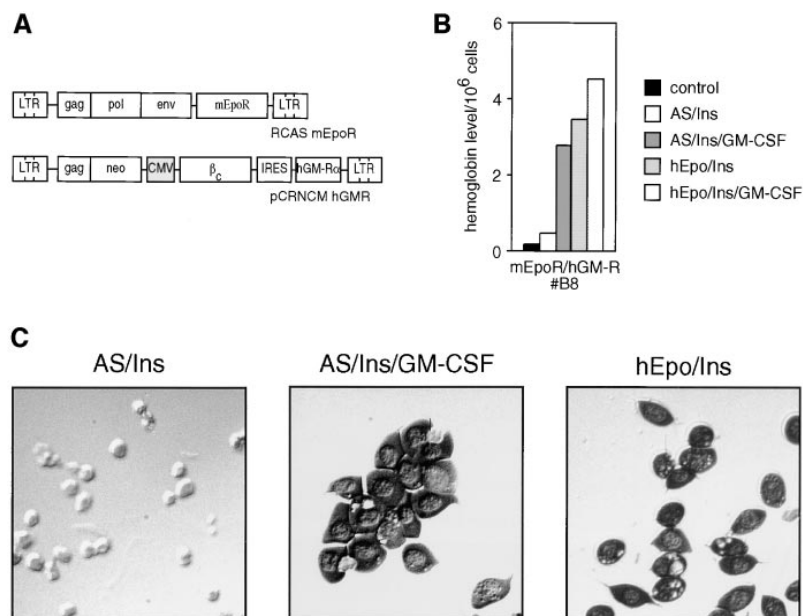 A
LTR gag pol env mEpoR LTR
RCAS mEpoR
LTR gag neo CMV βc IRES hGM-Rα LTR
pCRNCM hGMR
B
hemoglobin level/10⁶ cells
6
4
2
0
mEpoR/hGM-R
#B8
control
AS/Ins
AS/Ins/GM-CSF
hEpo/Ins
hEpo/Ins/GM-CSF
C
AS/Ins
AS/Ins/GM-CSF
hEpo/Ins